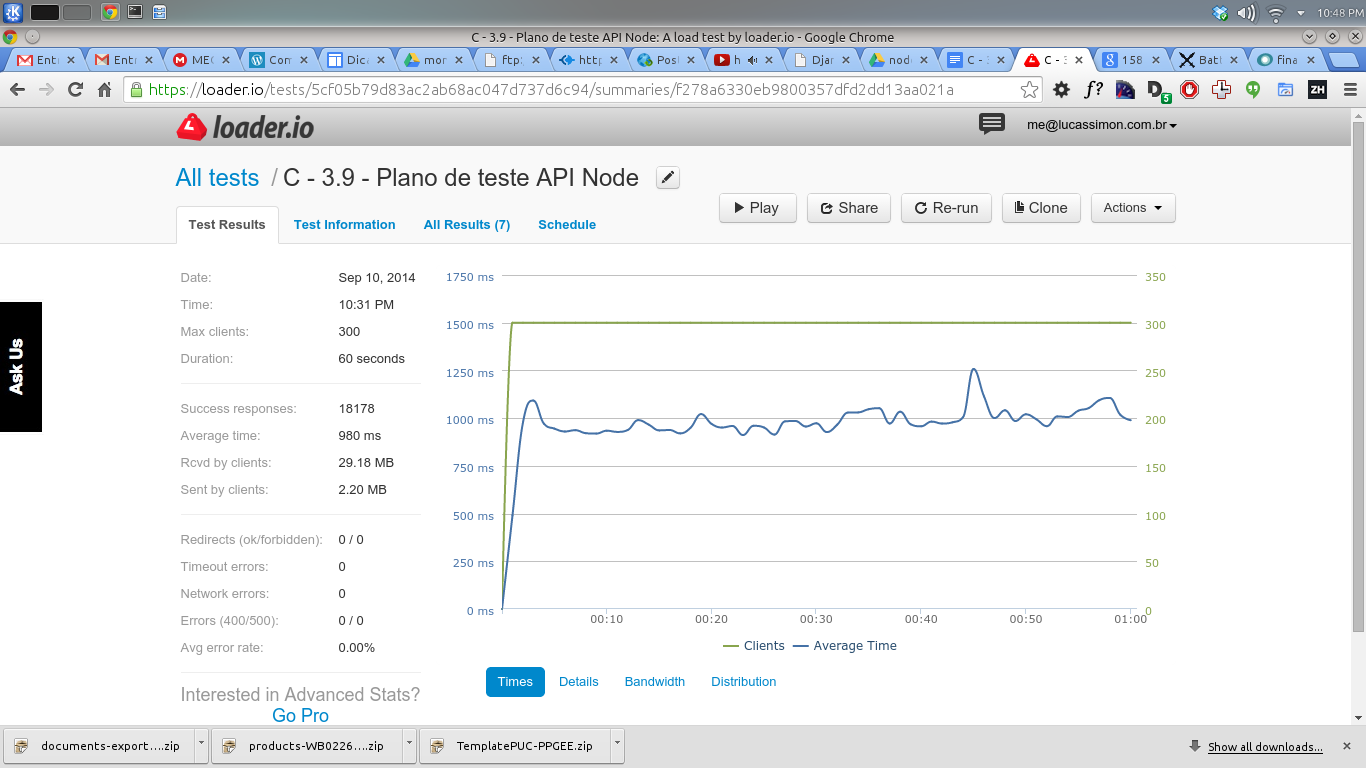 10:48 PM
C - 3.9 - Plano de teste API Node: A load test by loader.io - Google Chrome
Entr
Entr
MEG
Con
Dica
mor
ftp:
http
Post
h
Djar
node
C - 
C - 3
158
Batl
fina
https://loader.io/tests/5cf05b79d83ac2ab68ac047d737d6c94/summaries/f278a6330eb9800357dfd2dd13aa021a
f?
D
5
ZH
loader.io
me@lucassimon.com.br
All tests / C - 3.9 - Plano de teste API Node
Play Share Re-run Clone Actions
Test Results Test Information All Results (7) Schedule
Ask Us
Date: Sep 10, 2014
Time: 10:31 PM
Max clients: 300
Duration: 60 seconds
Success responses: 18178
Average time: 980 ms
Rcvd by clients: 29.18 MB
Sent by clients: 2.20 MB
Redirects (ok/forbidden): 0 / 0
Timeout errors: 0
Network errors: 0
Errors (400/500): 0 / 0
Avg error rate: 0.00%
Interested in Advanced Stats?
Go Pro
1750 ms 350
1500 ms 300
1250 ms 250
1000 ms 200
750 ms 150
500 ms 100
250 ms 50
0 ms 0
00:10 00:20 00:30 00:40 00:50 01:00
Clients Average Time
Times Details Bandwidth Distribution
documents-export....zip products-WB0226....zip TemplatePUC-PPGEE.zip Show all downloads...